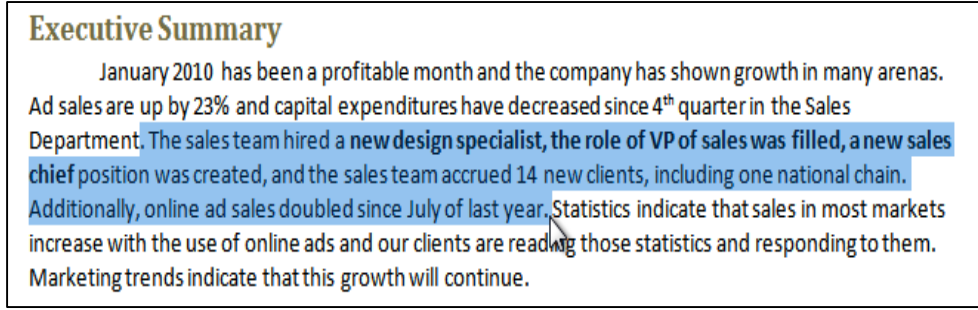 Executive Summary
January 2010 has been a profitable month and the company has shown growth in many arenas.
Ad sales are up by 23% and capital expenditures have decreased since 4th quarter in the Sales
Department. The sales team hired a new design specialist, the role of VP of sales was filled, a new sales
chief position was created, and the sales team accrued 14 new clients, including one national chain.
Additionally, online ad sales doubled since July of last year. Statistics indicate that sales in most markets
increase with the use of online ads and our clients are reading those statistics and responding to them.
Marketing trends indicate that this growth will continue.